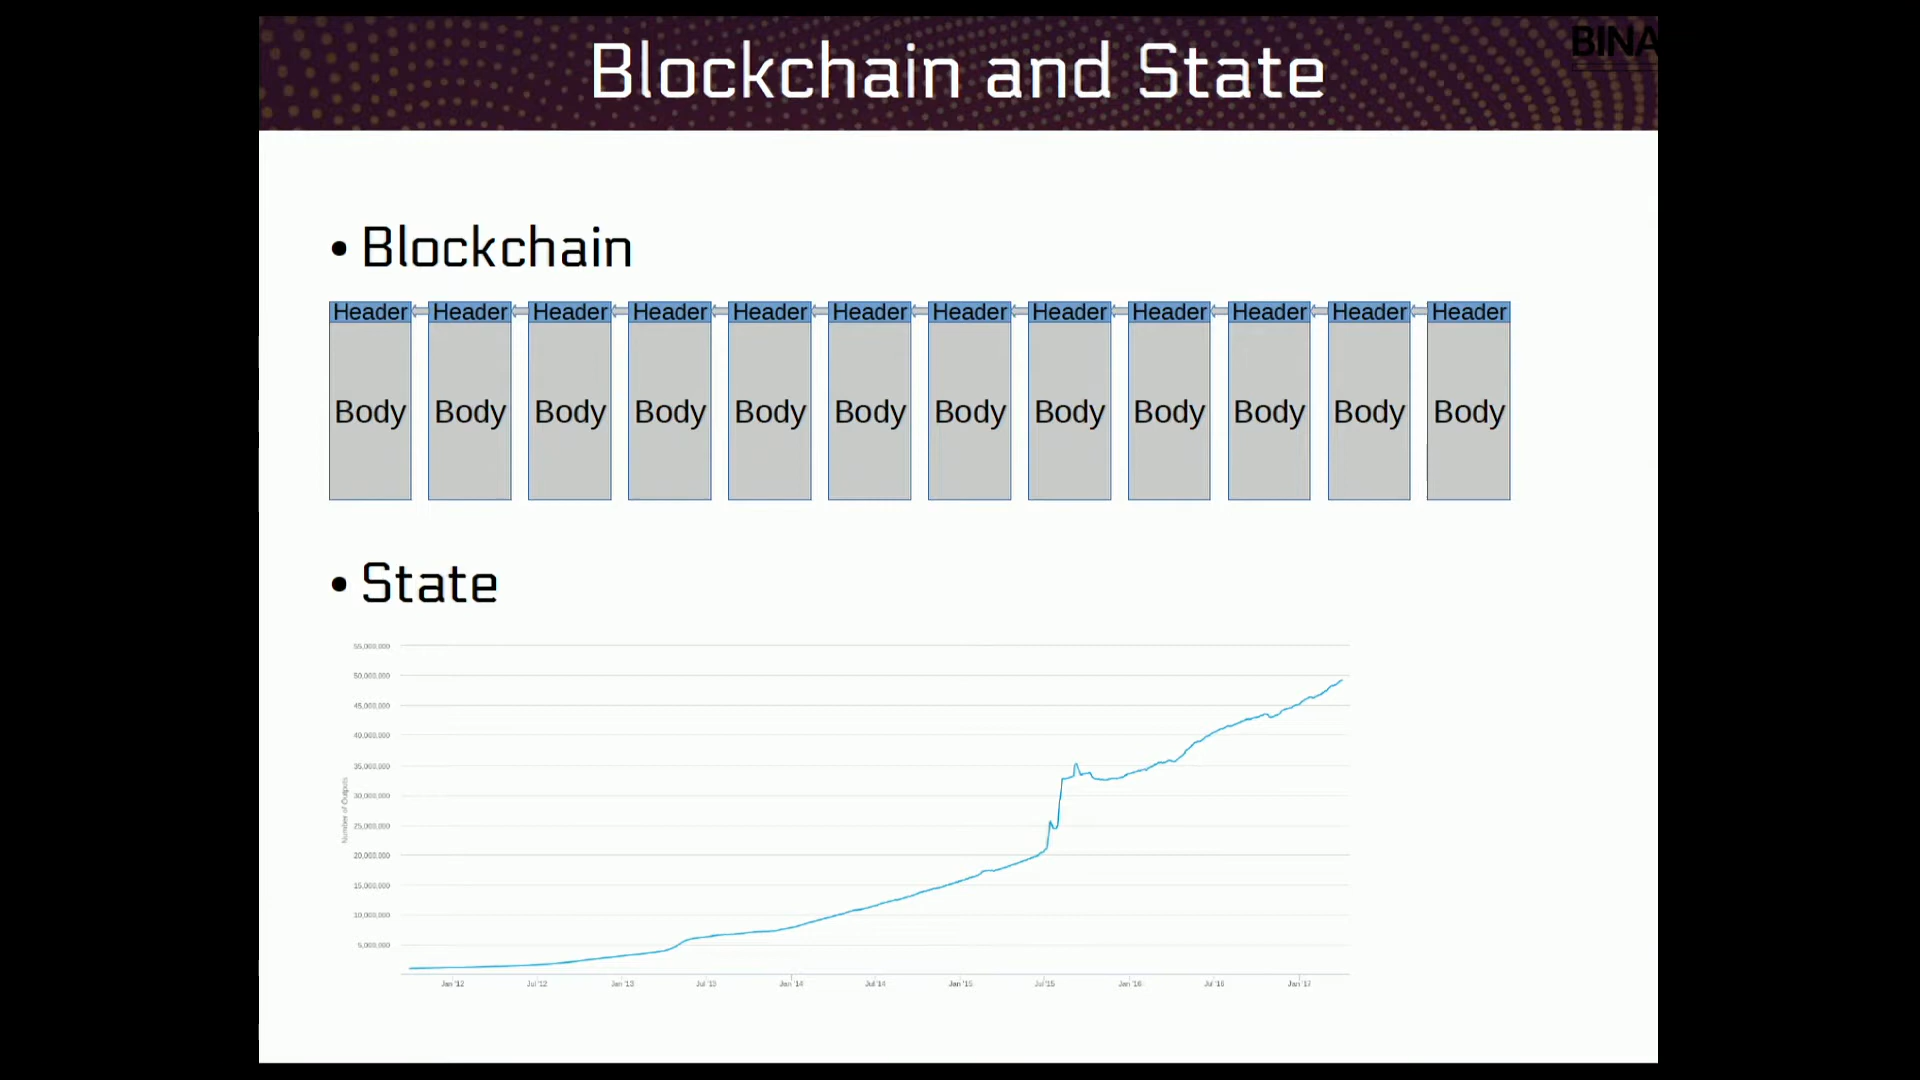 BINA
Blockchain and State
• Blockchain
Header Header Header Header Header Header Header Header Header Header Header Header
Body Body Body Body Body Body Body Body Body Body Body Body
• State
55,000,000
50,000,000
45,000,000
40,000,000
35,000,000
30,000,000
25,000,000
20,000,000
15,000,000
10,000,000
5,000,000
Number of Outputs
Jan '12 Jul '12 Jan '13 Jul '13 Jan '14 Jul '14 Jan '15 Jul '15 Jan '16 Jul '16 Jan '17